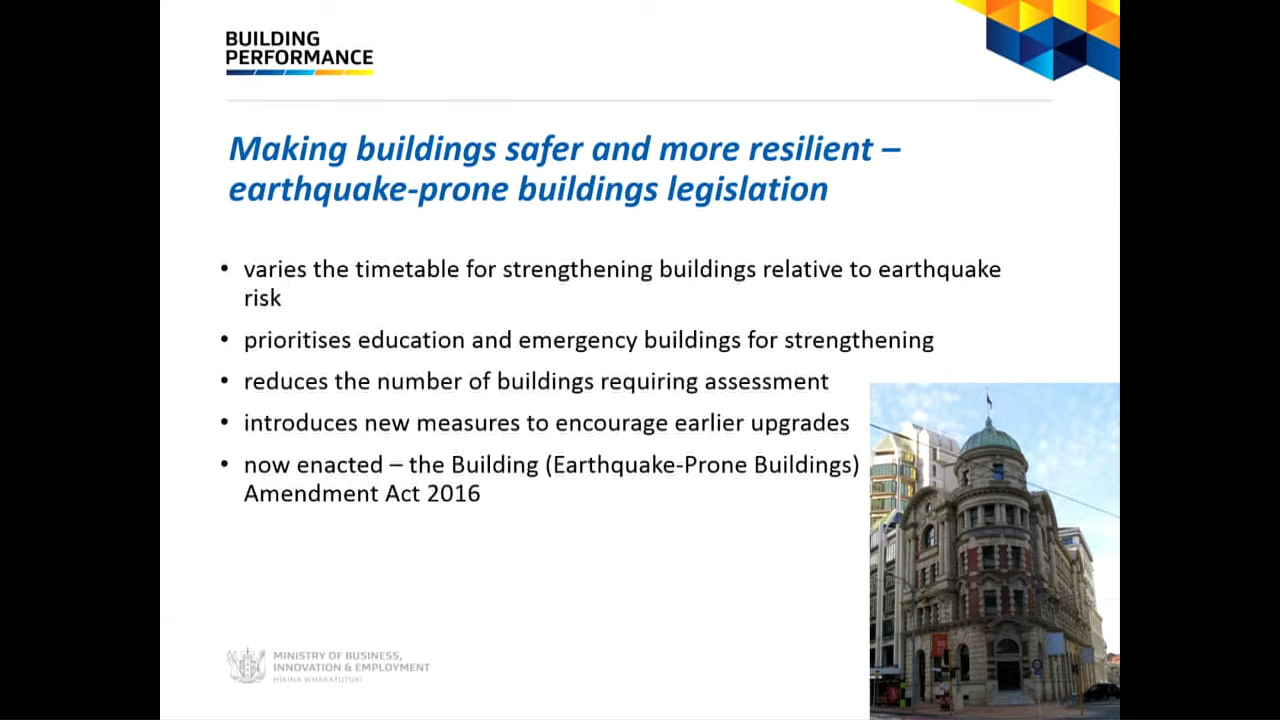 BUILDING
PERFORMANCE
Making buildings safer and more resilient –
earthquake-prone buildings legislation
• varies the timetable for strengthening buildings relative to earthquake
risk
• prioritises education and emergency buildings for strengthening
• reduces the number of buildings requiring assessment
• introduces new measures to encourage earlier upgrades
• now enacted – the Building (Earthquake-Prone Buildings)
Amendment Act 2016
MINISTRY OF BUSINESS,
INNOVATION & EMPLOYMENT
HĪKINA WHAKATUTUKI